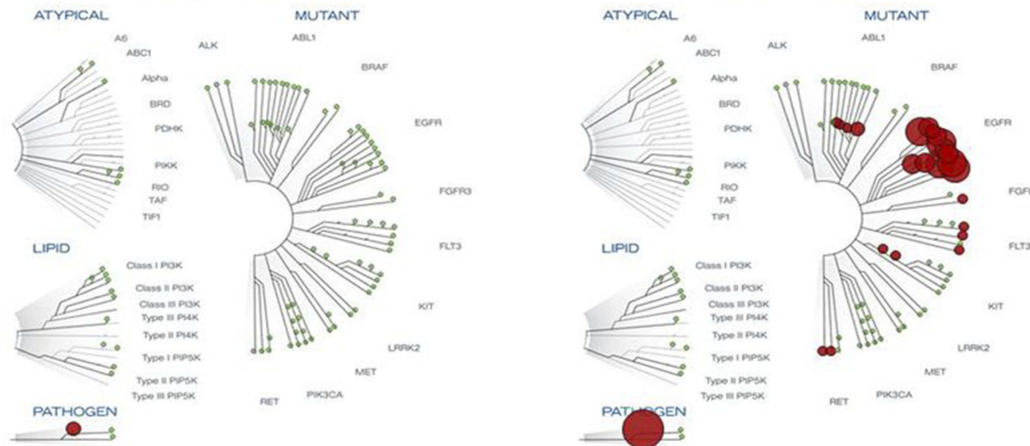 ATYPICAL
MUTANT
A6
ABC1
Alpha
BRD
PDHK
PIKK
RIO
TAF
TIF1
ALK
ABL1
BRAF
EGFR
FGFR3
FLT3
KIT
LRRK2
MET
PIK3CA
RET
LIPID
Class I PI3K
Class II PI3K
Class III PI3K
Type III PI4K
Type II PI4K
Type I PIP5K
Type II PIP5K
Type III PIP5K
PATHOGEN
ATYPICAL
MUTANT
A6
ABC1
Alpha
BRD
PDHK
PIKK
RIO
TAF
TIF1
ALK
ABL1
BRAF
EGFR
FGF
FLT3
KIT
LRRK2
MET
PIK3CA
RET
LIPID
Class I PI3K
Class II PI3K
Class III PI3K
Type III PI4K
Type II PI4K
Type I PIP5K
Type II PIP5K
Type III PIP5K
PATHOGEN